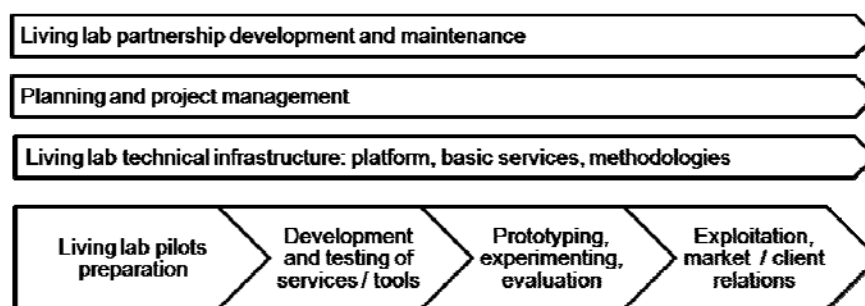 Living lab partnership development and maintenance
Planning and project management
Living lab technical infrastructure: platform, basic services, methodologies
Living lab pilots
preparation
Development
and testing of
services / tools
Prototyping,
experimenting,
evaluation
Exploitation,
market / client
relations